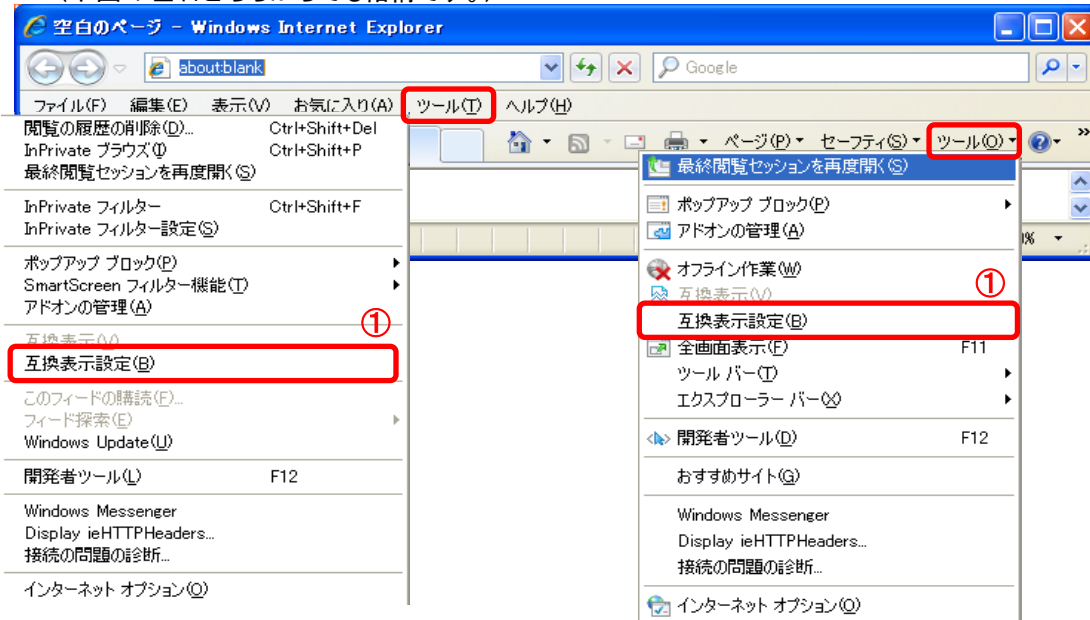 空白のページ - Windows Internet Explorer
about:blank
Google
ファイル(F) 編集(E) 表示(V) お気に入り(A) ツール(T) ヘルプ(H)
ページ(P) セーフティ(S) ツール(O)
閲覧の履歴の削除(D)... Ctrl+Shift+Del
InPrivate ブラウズ(I) Ctrl+Shift+P
最終閲覧セッションを再度開く(S)
InPrivate フィルター Ctrl+Shift+F
InPrivate フィルター設定(S)
ポップアップ ブロック(P)
SmartScreen フィルター機能(T)
アドオンの管理(A)
①
互換表示(V)
互換表示設定(B)
このフィードの購読(F)...
フィード探索(E)
Windows Update(U)
開発者ツール(L) F12
Windows Messenger
Display ieHTTPHeaders...
接続の問題の診断...
インターネット オプション(O)
最終閲覧セッションを再度開く(S)
ポップアップ ブロック(P)
アドオンの管理(A)
オフライン作業(W)
①
互換表示(V)
互換表示設定(B)
全画面表示(F) F11
ツール バー(T)
エクスプローラー バー(X)
開発者ツール(D) F12
おすすめサイト(G)
Windows Messenger
Display ieHTTPHeaders...
接続の問題の診断...
インターネット オプション(O)